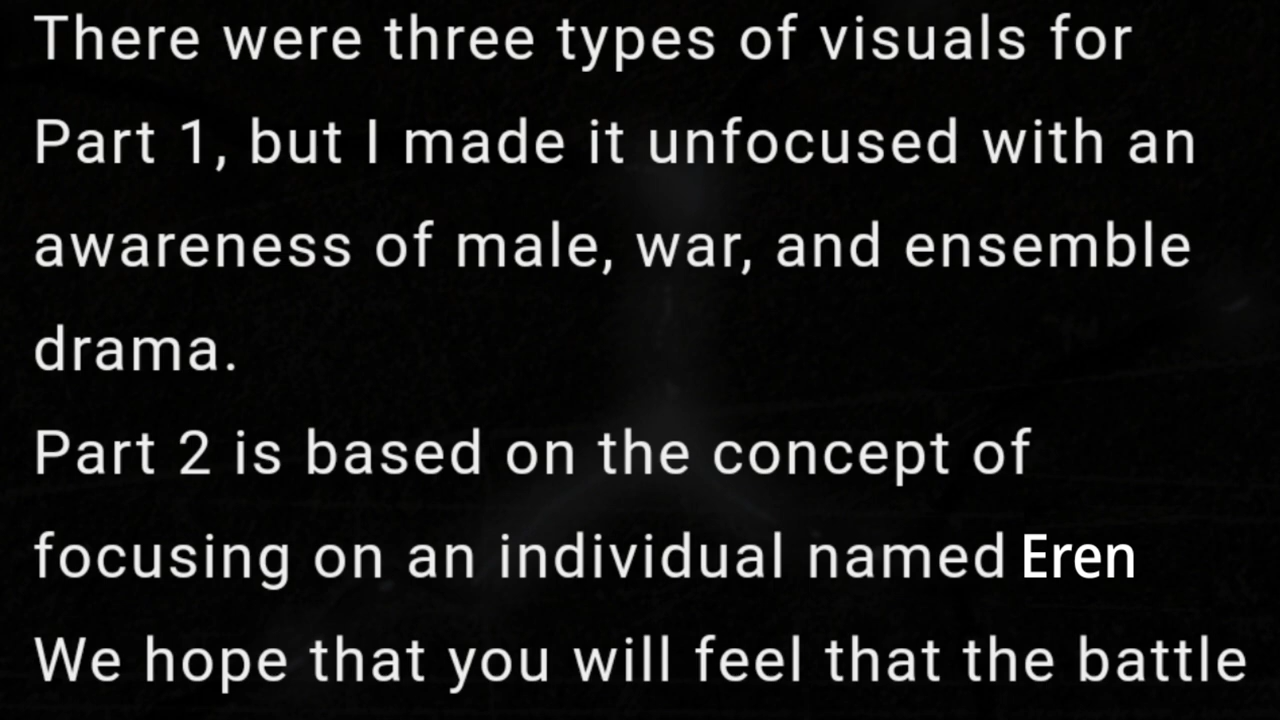 There were three types of visuals for
Part 1, but I made it unfocused with an
awareness of male, war, and ensemble
drama.
Part 2 is based on the concept of
focusing on an individual named Eren
We hope that you will feel that the battle